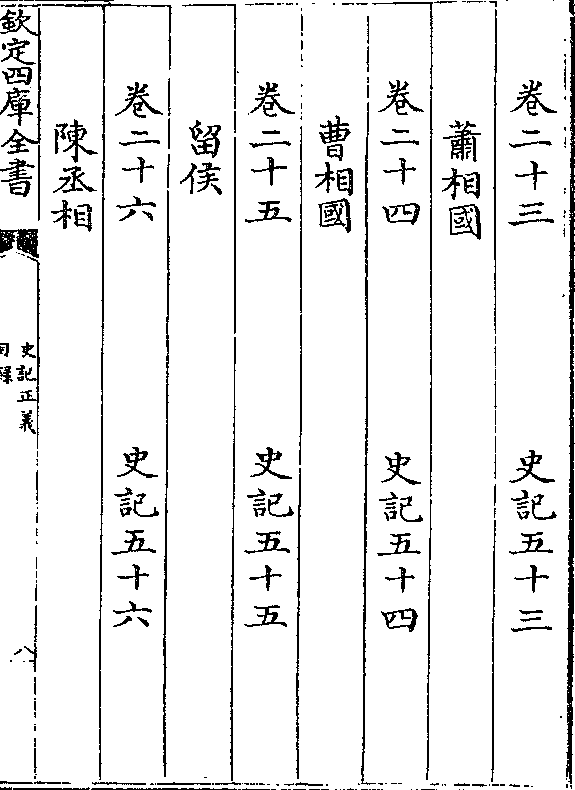 卷二十三　史記五十三
蕭相國
卷二十四　史記五十四
曹相國
卷二十五　史記五十五
留侯
卷二十六　史記五十六
陳丞相
欽定四庫全書
史記正義
目錄
八